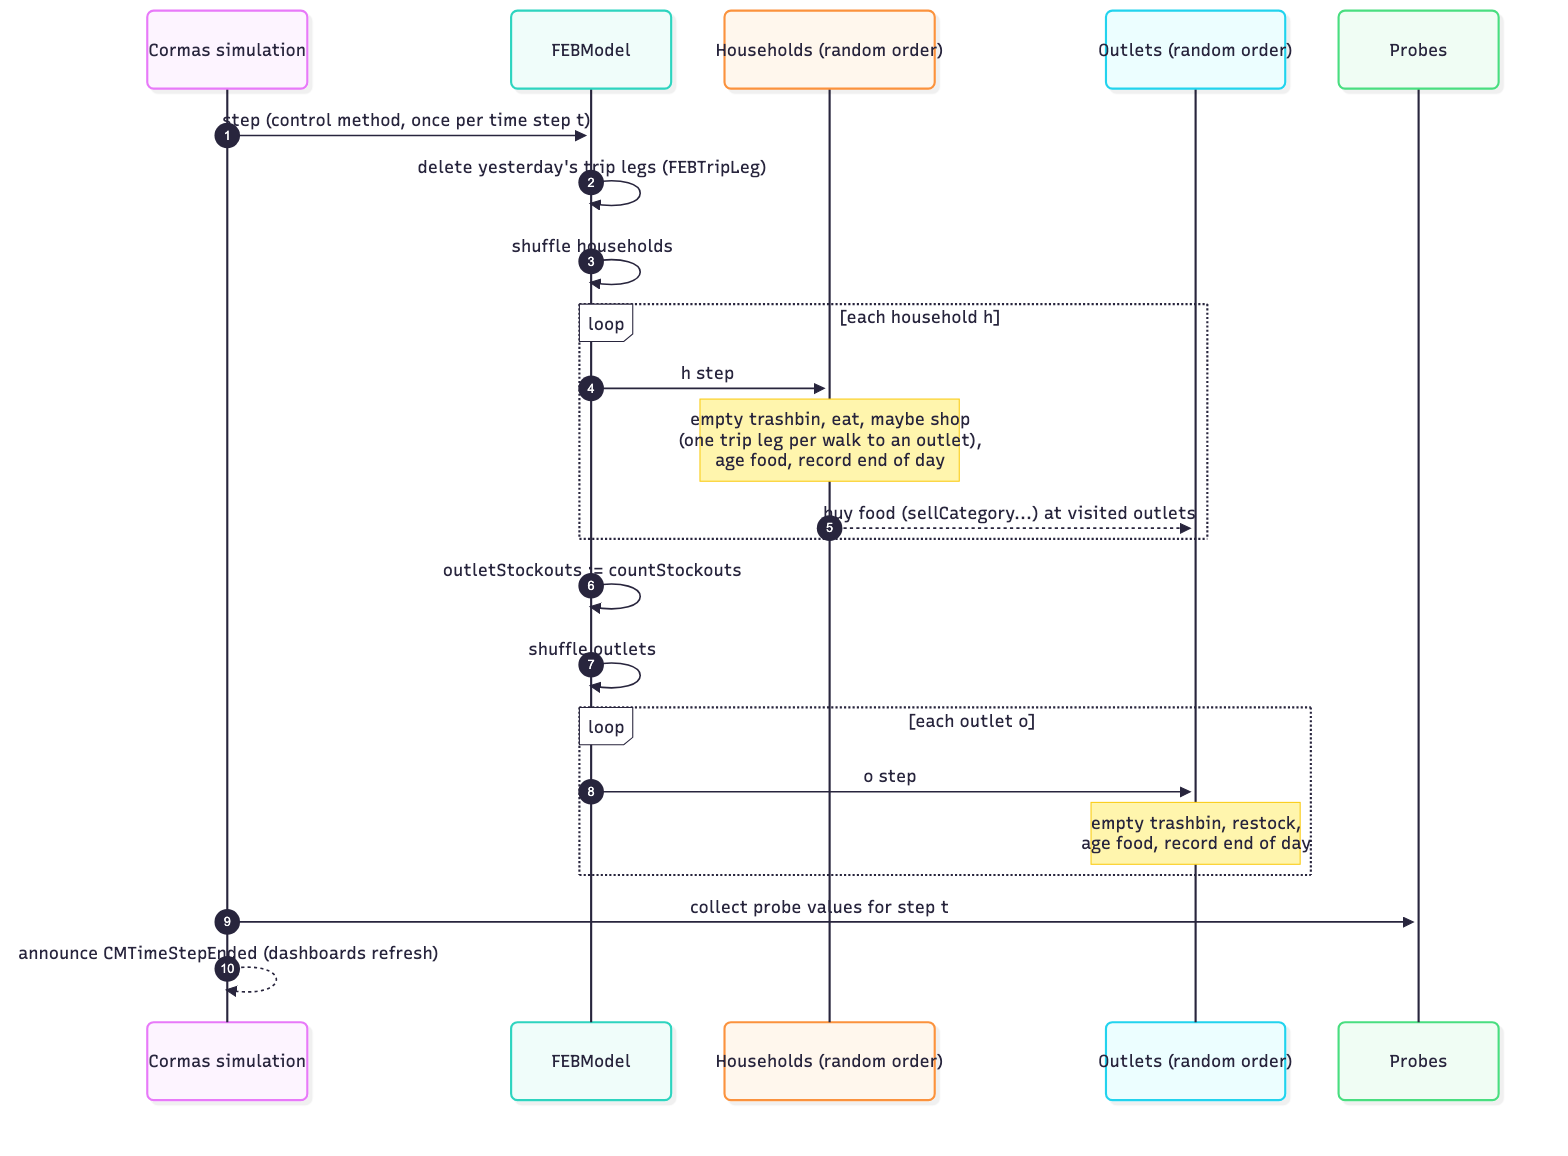 Cormas simulation
FEBModel
Households (random order)
Outlets (random order)
Probes
step (control method, once per time step t)
1
delete yesterday's trip legs (FEBTripLeg)
2
shuffle households
3
loop
[each household h]
h step
4
empty trashbin, eat, maybe shop
(one trip leg per walk to an outlet),
age food, record end of day
buy food (sellCategory...) at visited outlets
5
outletStockouts := countStockouts
6
shuffle outlets
7
loop
[each outlet o]
o step
8
empty trashbin, restock,
age food, record end of day
collect probe values for step t
9
announce CMTimeStepEnded (dashboards refresh)
10
Cormas simulation
FEBModel
Households (random order)
Outlets (random order)
Probes